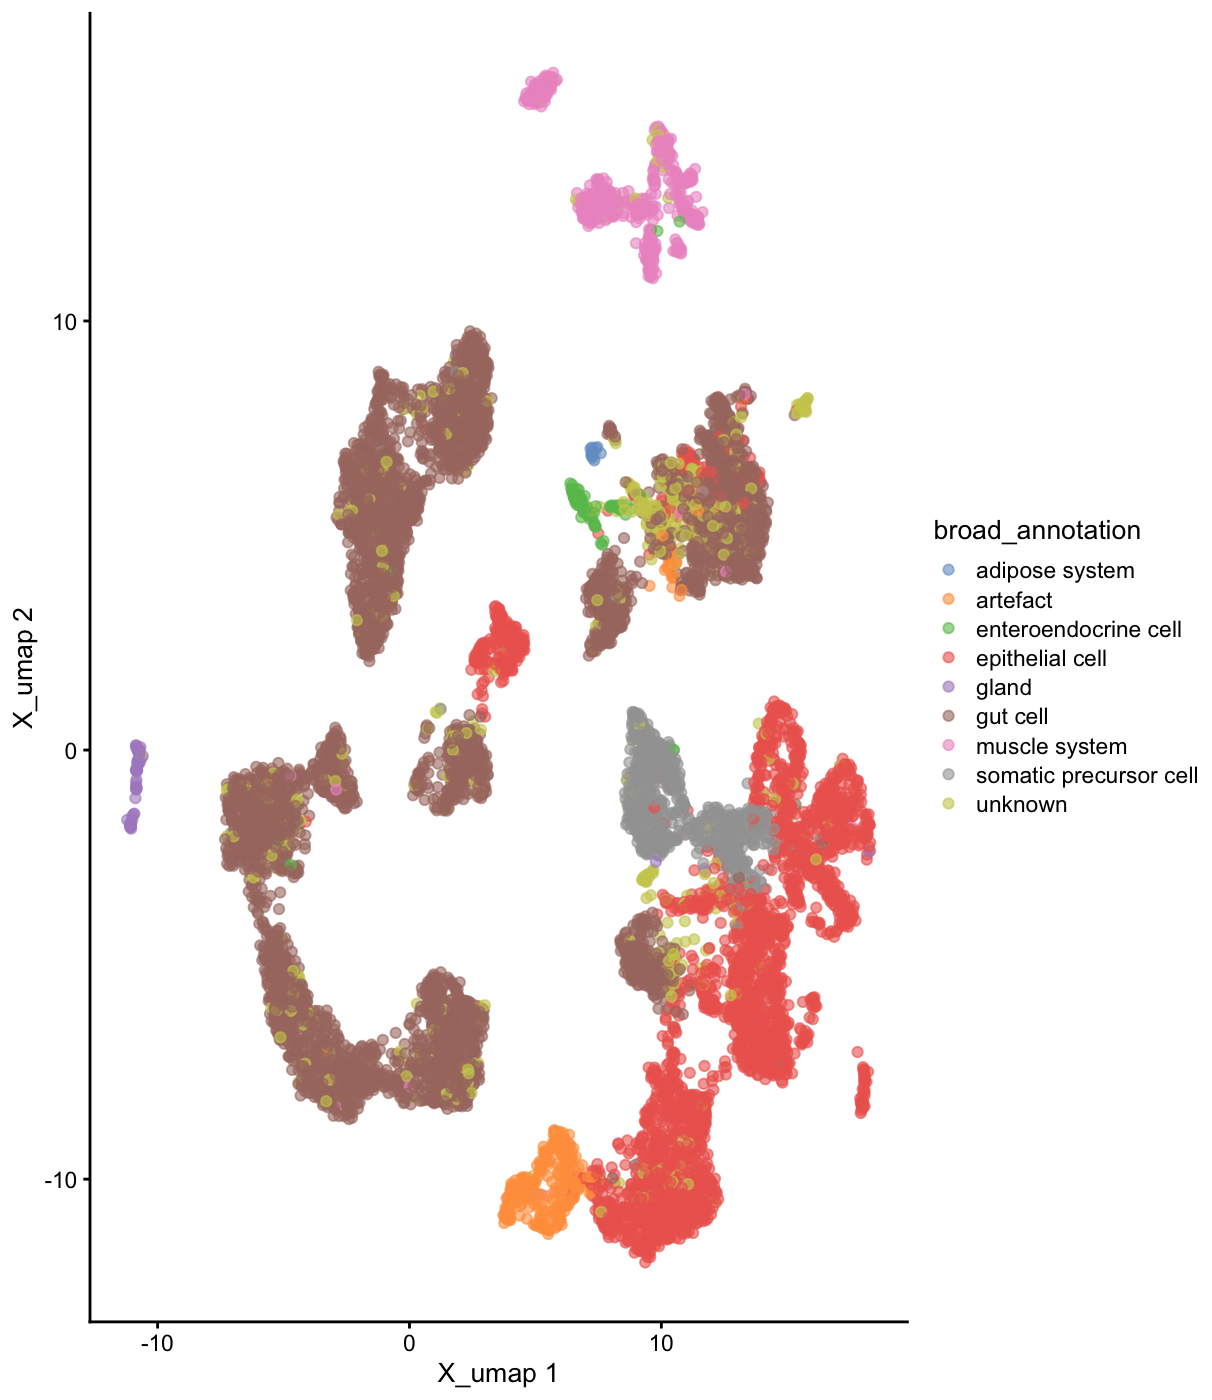 X_umap 2
10
0
-10
-10
0
10
X_umap 1
broad_annotation
adipose system
artefact
enteroendocrine cell
epithelial cell
gland
gut cell
muscle system
somatic precursor cell
unknown